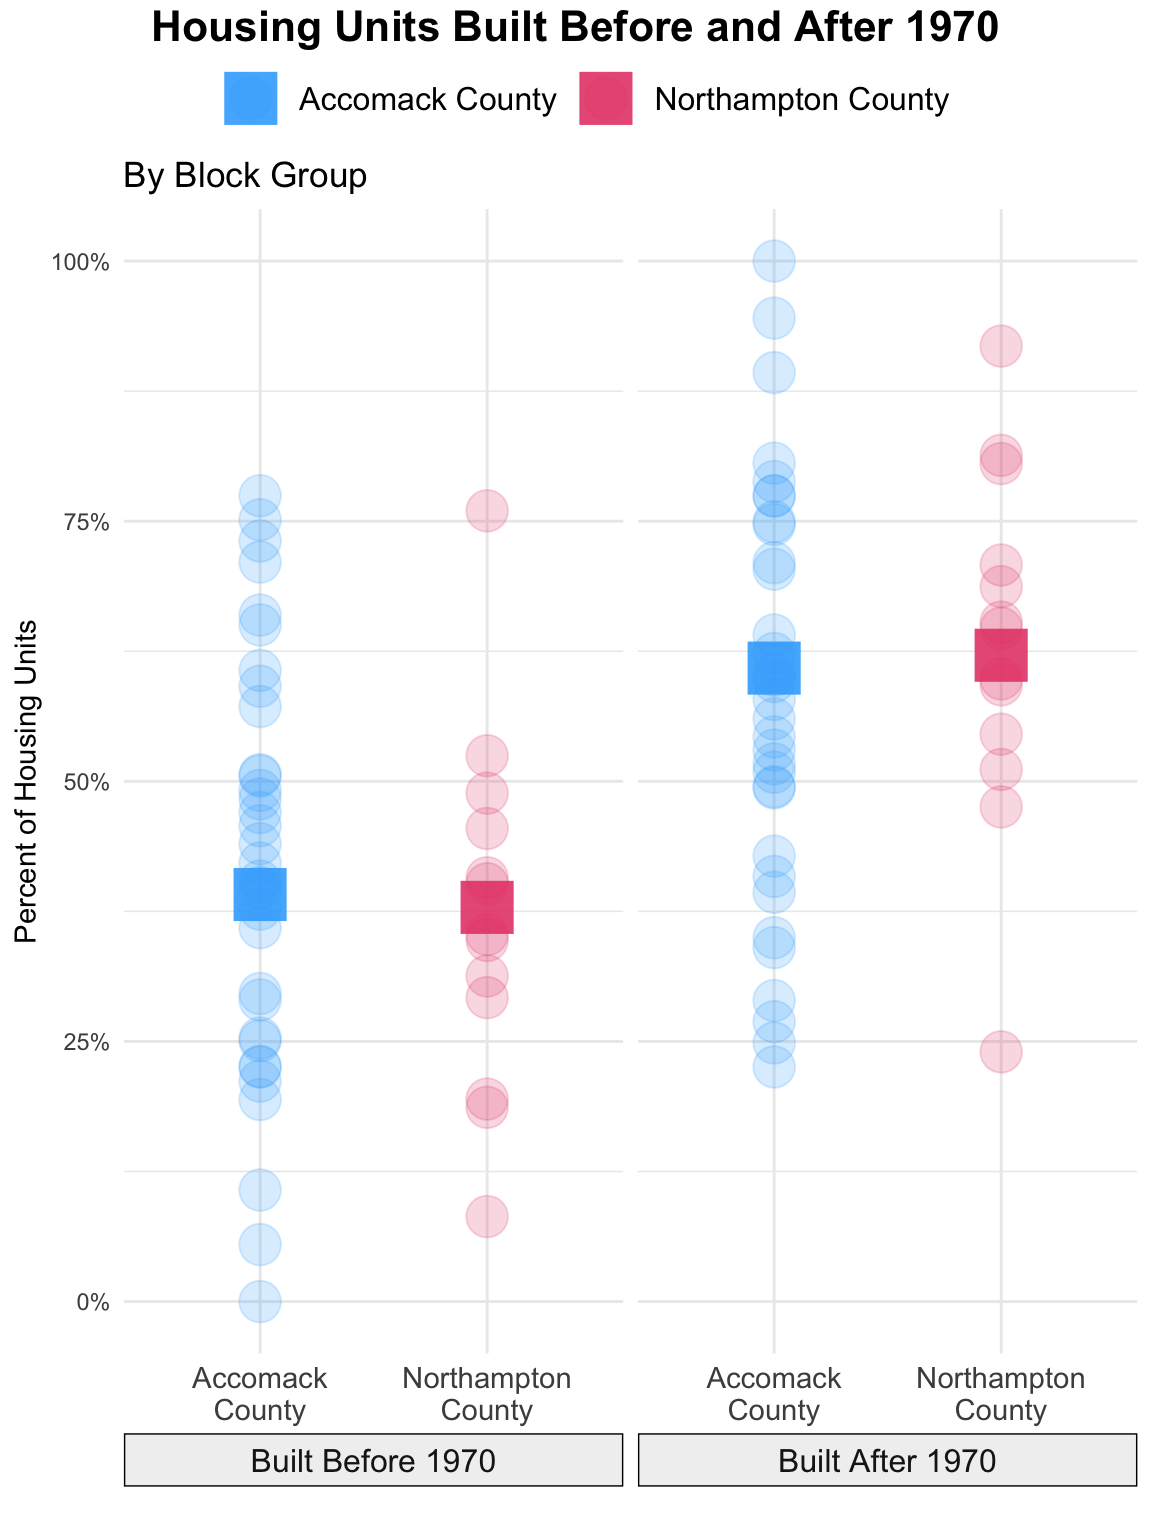 Housing Units Built Before and After 1970
Accomack County
Northampton County
By Block Group
Percent of Housing Units
100%
75%
50%
25%
0%
Accomack
County
Northampton
County
Accomack
County
Northampton
County
Built Before 1970
Built After 1970